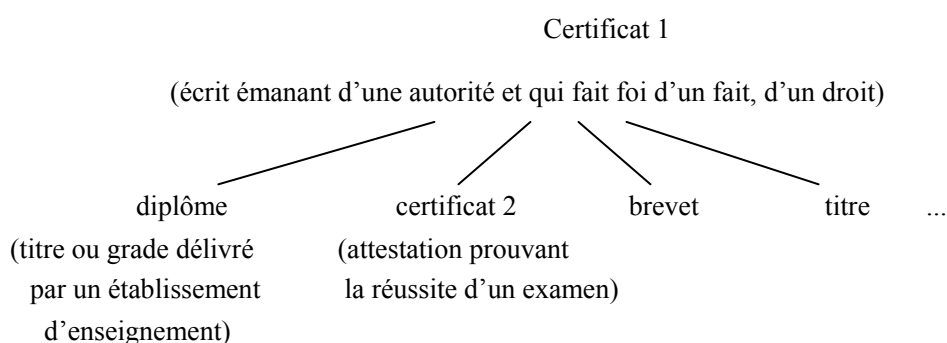 Certificat 1
(écrit émanant d’une autorité et qui fait foi d’un fait, d’un droit)
diplôme certificat 2 brevet titre ...
(titre ou grade délivré (attestation prouvant
par un établissement la réussite d’un examen)
d’enseignement)